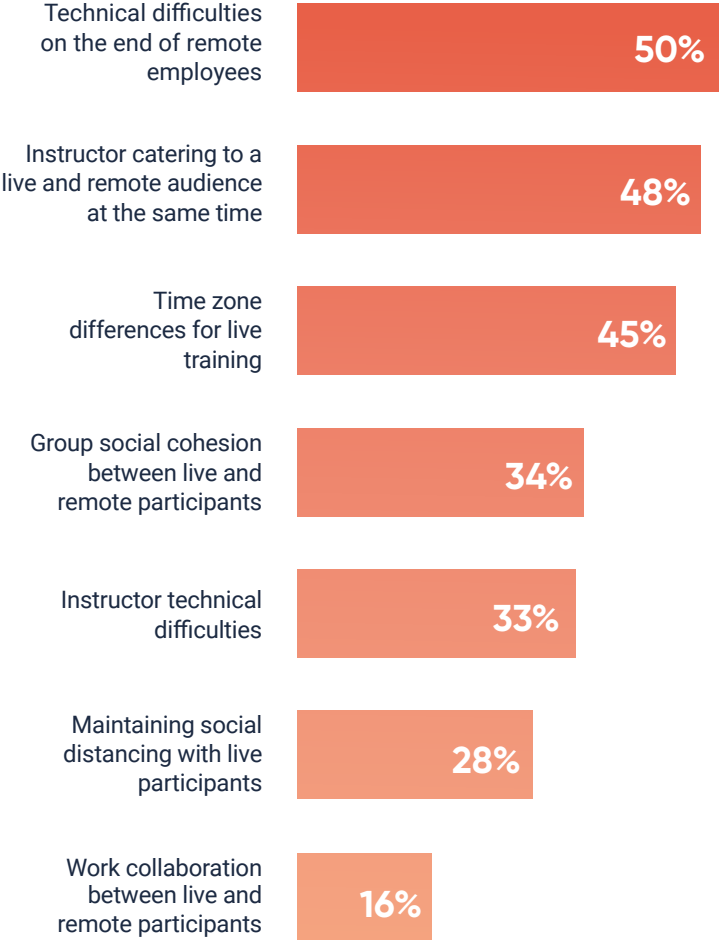 Technical difficulties
on the end of remote
employees
50%
Instructor catering to a
live and remote audience
at the same time
48%
Time zone
differences for live
training
45%
Group social cohesion
between live and
remote participants
34%
Instructor technical
difficulties
33%
Maintaining social
distancing with live
participants
28%
Work collaboration
between live and
remote participants
16%